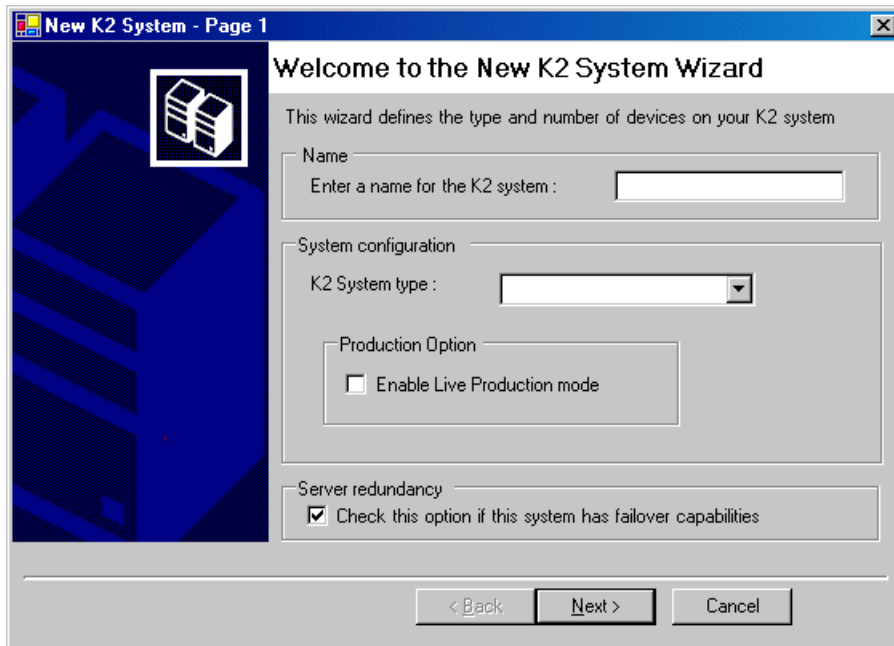 New K2 System - Page 1
Welcome to the New K2 System Wizard
This wizard defines the type and number of devices on your K2 system
Name
Enter a name for the K2 system :
System configuration
K2 System type :
Production Option
Enable Live Production mode
Server redundancy
Check this option if this system has failover capabilities
< Back
Next >
Cancel